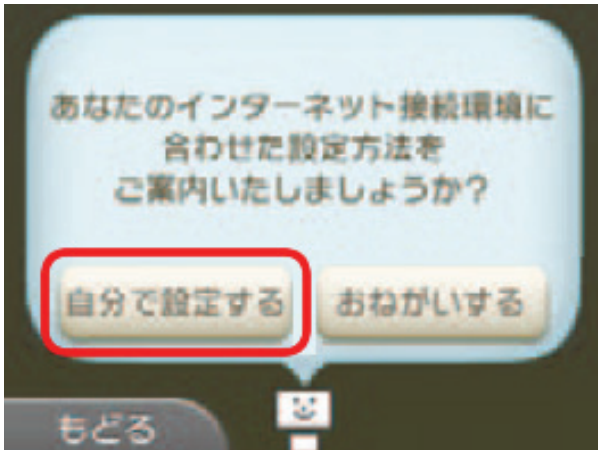 あなたのインターネット接続環境に
合わせた設定方法を
ご案内いたしましょうか？
自分で設定する
おねがいする
もどる